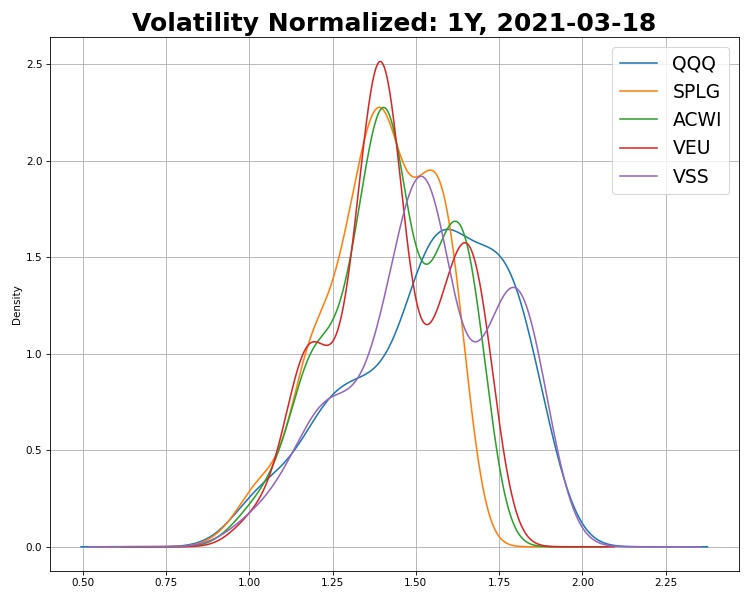 Volatility Normalized: 1Y, 2021-03-18
QQQ
SPLG
ACWI
VEU
VSS
Density
2.5
2.0
1.5
1.0
0.5
0.0
0.50 0.75 1.00 1.25 1.50 1.75 2.00 2.25